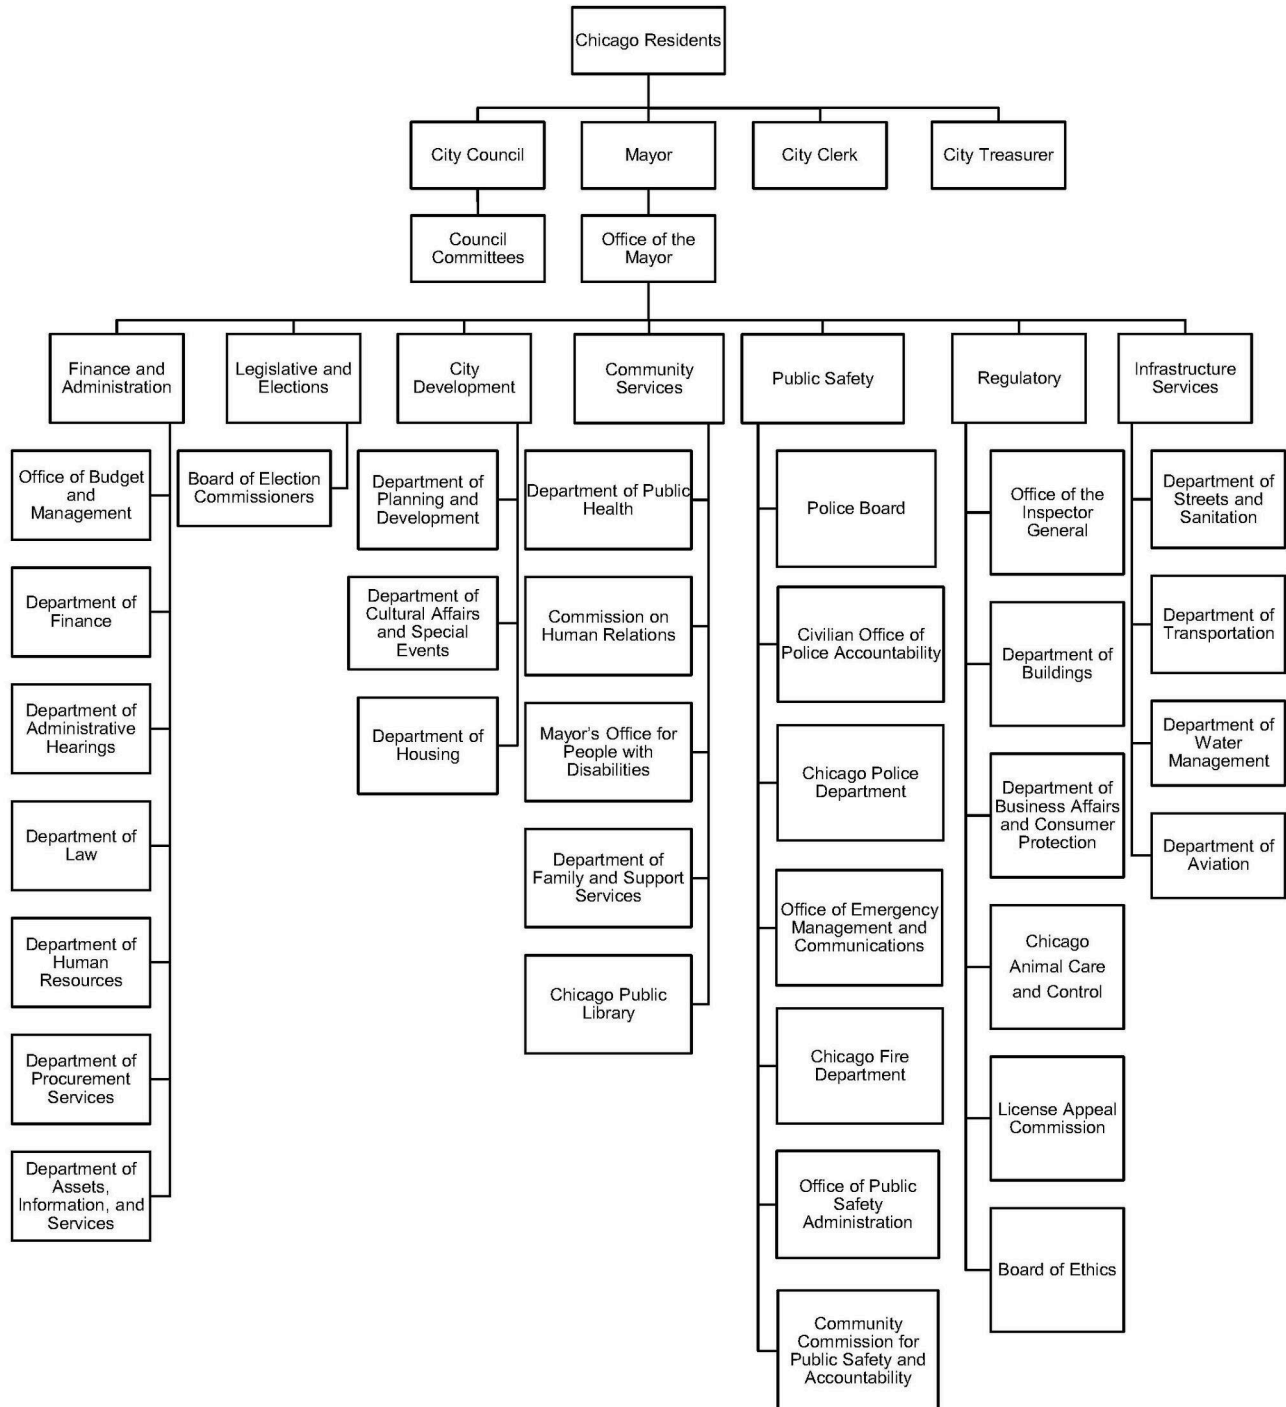 Chicago Residents
City Council
Mayor
City Clerk
City Treasurer
Council
Committees
Office of the
Mayor
Finance and
Administration
Legislative and
Elections
City
Development
Community
Services
Public Safety
Regulatory
Infrastructure
Services
Office of Budget
and
Management
Department of
Finance
Department of
Administrative
Hearings
Department of
Law
Department of
Human
Resources
Department of
Procurement
Services
Department of
Assets,
Information, and
Services
Board of Election
Commissioners
Department of
Planning and
Development
Department of
Cultural Affairs
and Special
Events
Department of
Housing
Department of Public
Health
Commission on
Human Relations
Mayor’s Office for
People with
Disabilities
Department of
Family and Support
Services
Chicago Public
Library
Police Board
Civilian Office of
Police Accountability
Chicago Police
Department
Office of Emergency
Management and
Communications
Chicago Fire
Department
Office of Public
Safety
Administration
Community
Commission for
Public Safety and
Accountability
Office of the
Inspector
General
Department of
Buildings
Department of
Business Affairs
and Consumer
Protection
Chicago
Animal Care
and Control
License Appeal
Commission
Board of Ethics
Department of
Streets and
Sanitation
Department of
Transportation
Department of
Water
Management
Department of
Aviation